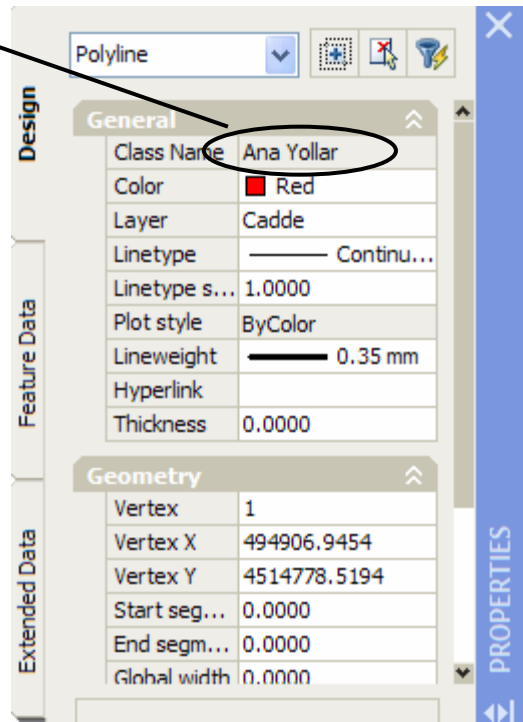 Polyline
Design
Feature Data
Extended Data
General
Class Name Ana Yollar
Color Red
Layer Cadde
Linetype Continu...
Linetype s... 1.0000
Plot style ByColor
Lineweight 0.35 mm
Hyperlink
Thickness 0.0000
Geometry
Vertex 1
Vertex X 494906.9454
Vertex Y 4514778.5194
Start seg... 0.0000
End segm... 0.0000
Global width 0.0000
PROPERTIES